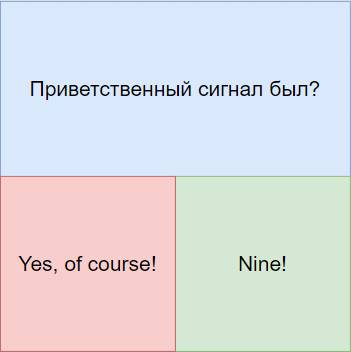 Приветственный сигнал был?
Yes, of course!
Nine!